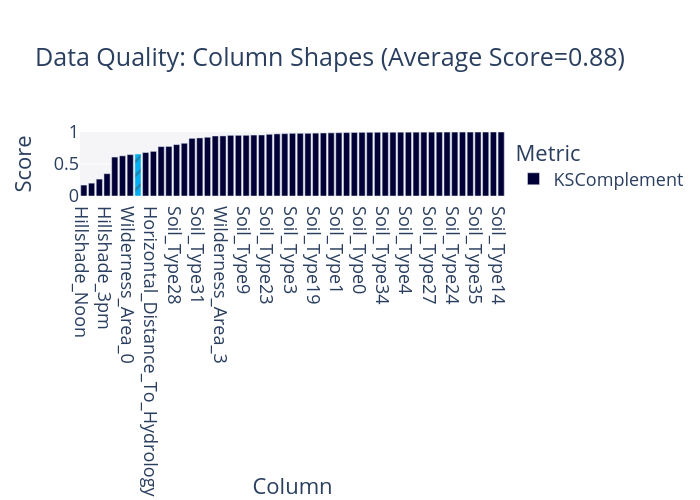 Data Quality: Column Shapes (Average Score=0.88)
Score
1
0.5
0
Metric
KSComplement
Hillshade_Noon
Hillshade_3pm
Wilderness_Area_0
Horizontal_Distance_To_Hydrology
Soil_Type28
Soil_Type31
Wilderness_Area_3
Soil_Type9
Soil_Type23
Soil_Type3
Soil_Type19
Soil_Type1
Soil_Type0
Soil_Type34
Soil_Type4
Soil_Type27
Soil_Type24
Soil_Type35
Soil_Type14
Column